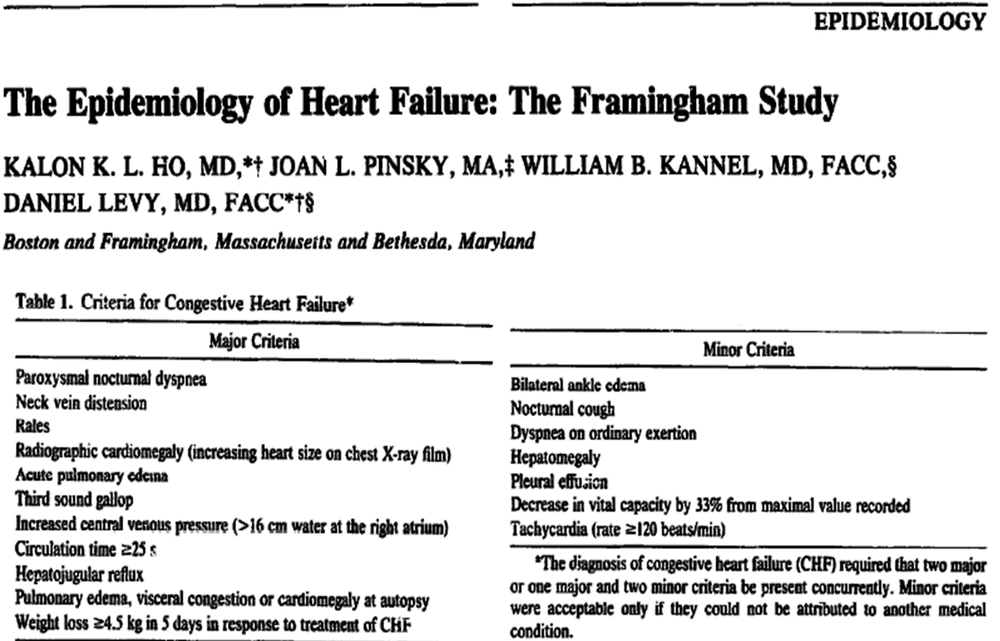 EPIDEMIOLOGY
The Epidemiology of Heart Failure: The Framingham Study
KALON K. L. HO, MD,*† JOAN L. PINSKY, MA,‡ WILLIAM B. KANNEL, MD, FACC,§
DANIEL LEVY, MD, FACC*†§
Boston and Framingham, Massachusetts and Bethesda, Maryland
Table 1. Criteria for Congestive Heart Failure*
Major Criteria
Paroxysmal nocturnal dyspnea
Neck vein distension
Rales
Radiographic cardiomegaly (increasing heart size on chest X-ray film)
Acute pulmonary edema
Third sound gallop
Increased central venous pressure (>16 cm water at the right atrium)
Circulation time ≥25 s
Hepatojugular reflux
Pulmonary edema, visceral congestion or cardiomegaly at autopsy
Weight loss ≥4.5 kg in 5 days in response to treatment of CHF
Minor Criteria
Bilateral ankle edema
Nocturnal cough
Dyspnea on ordinary exertion
Hepatomegaly
Pleural effusion
Decrease in vital capacity by 33% from maximal value recorded
Tachycardia (rate ≥120 beats/min)
*The diagnosis of congestive heart failure (CHF) required that two major
or one major and two minor criteria be present concurrently. Minor criteria
were acceptable only if they could not be attributed to another medical
condition.